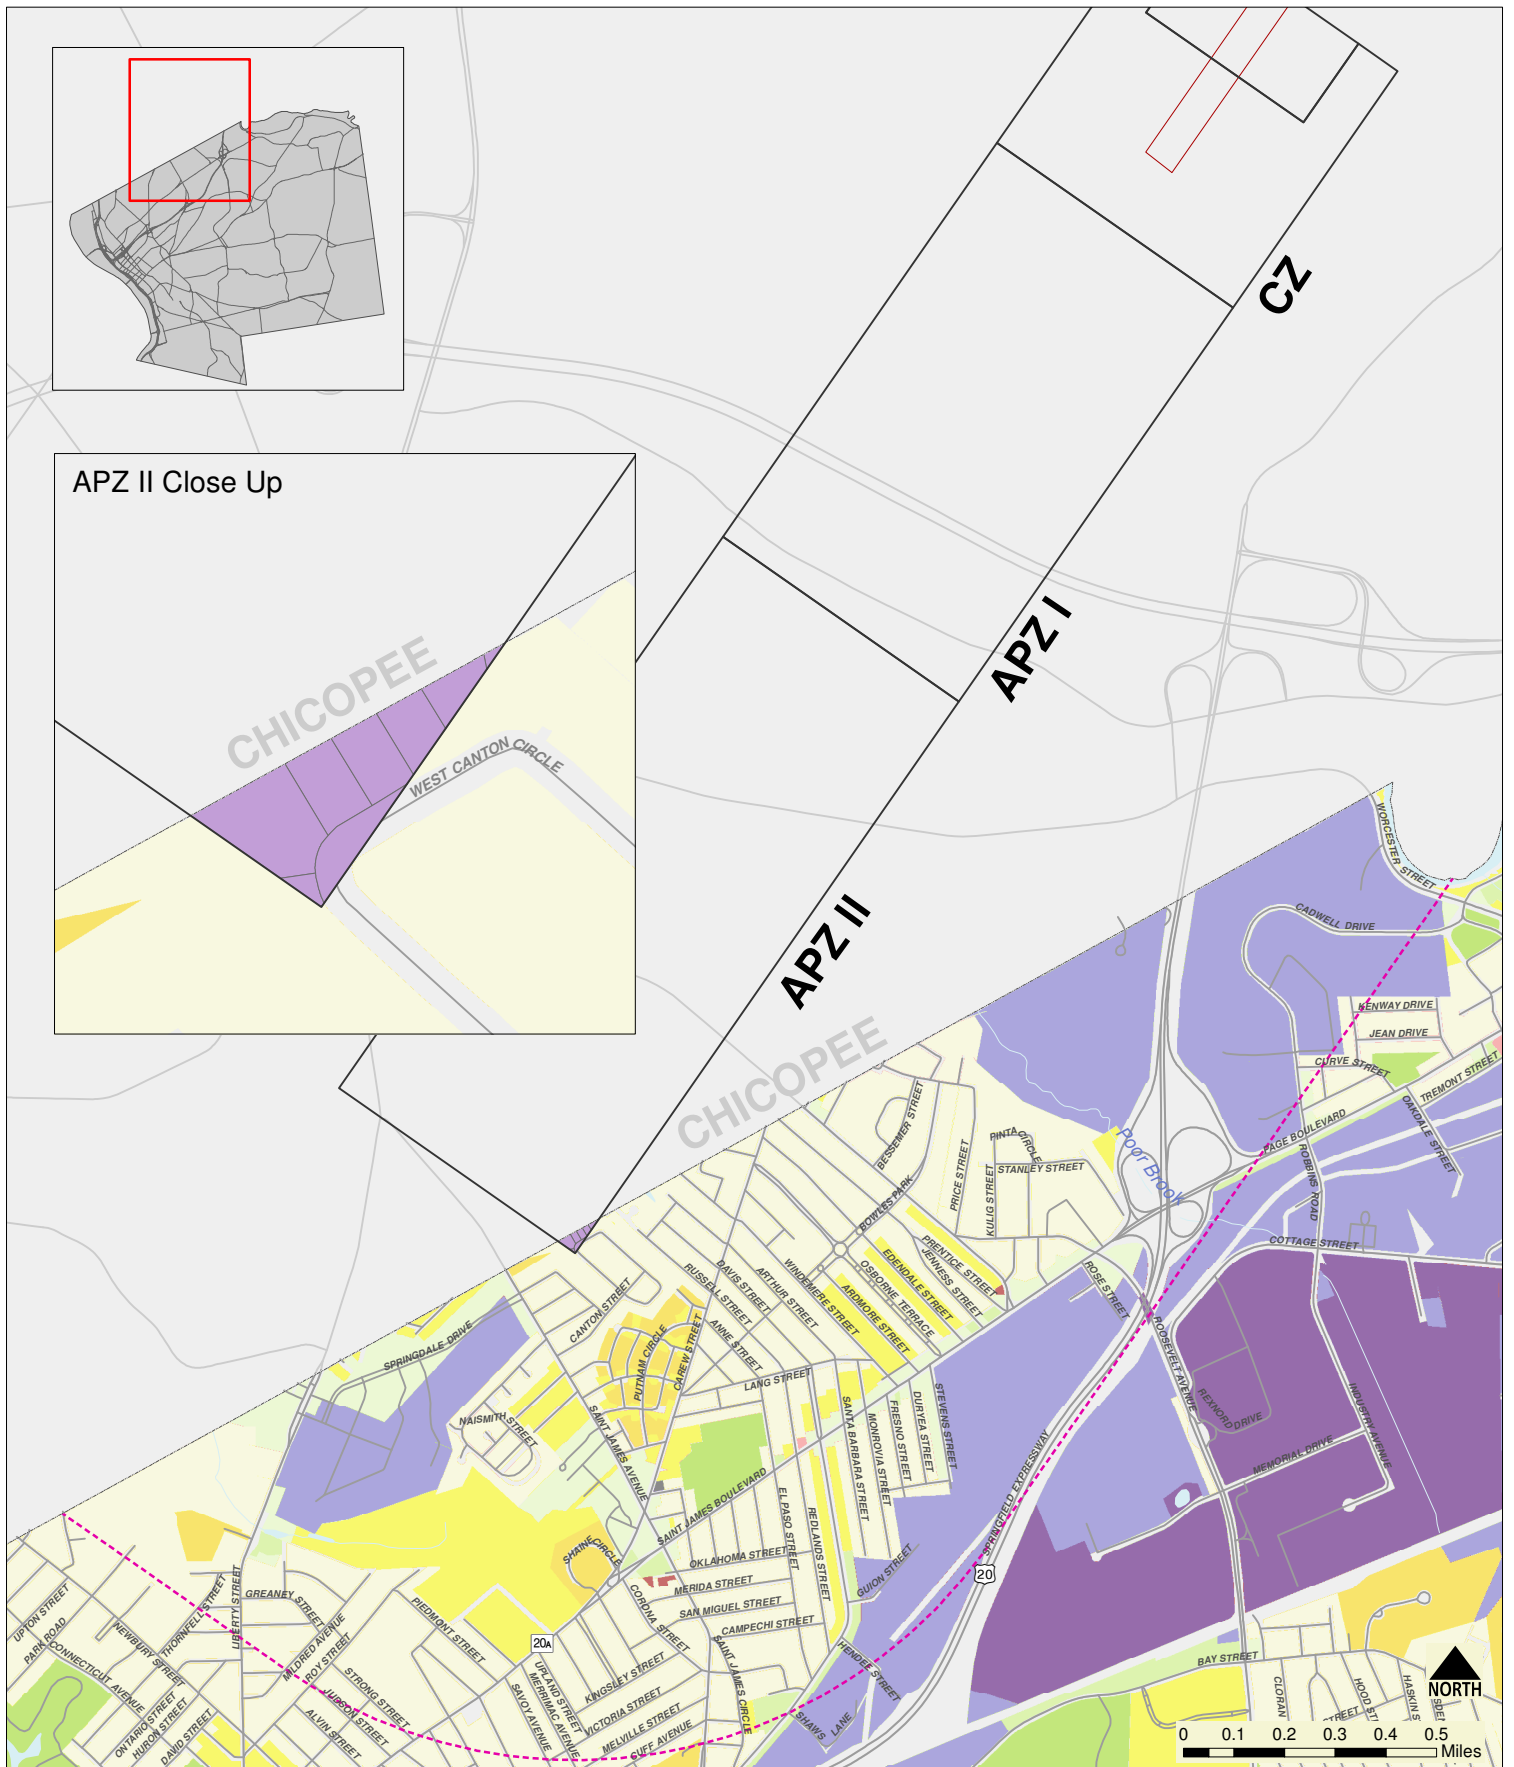 CZ
APZ II Close Up
CHICOPEE
WEST CANTON CIRCLE
APZ I
APZ II
CHICOPEE
WORCESTER STREET
CADWELL DRIVE
KENWAY DRIVE
JEAN DRIVE
CURVE STREET
TREMONT STREET
OAKDALE STREET
PAGE BOULEVARD
ROBBINS ROAD
COTTAGE STREET
Poor Brook
BESSEMER STREET
PINTA CIRCLE
STANLEY STREET
PRICE STREET
KULIG STREET
BOWLES PARK
PRENTICE STREET
JENNESS STREET
EDENDALE STREET
OSBORNE TERRACE
ARDMORE STREET
WINDEMERE STREET
ARTHUR STREET
DAVIS STREET
RUSSELL STREET
ANNE STREET
ROSE STREET
ROOSEVELT AVENUE
CANTON STREET
PUTNAM CIRCLE
CAREW STREET
SPRINGDALE DRIVE
LANG STREET
NAISMITH STREET
SAINT JAMES AVENUE
SANTA BARBARA STREET
MONROVIA STREET
FRESNO STREET
DURYEA STREET
STEVENS STREET
REXNORD DRIVE
INDUSTRY AVENUE
MEMORIAL DRIVE
SPRINGFIELD EXPRESSWAY
SAINT JAMES BOULEVARD
EL PASO STREET
REDLANDS STREET
SHAINE CIRCLE
OKLAHOMA STREET
MERIDA STREET
SAN MIGUEL STREET
CAMPECHI STREET
GUION STREET
20
CORONA STREET
SAINT JAMES CIRCLE
HENDEE STREET
SHAWS LANE
LIBERTY STREET
GREANEY STREET
THORNFELL STREET
UPTON STREET
PARK ROAD
NEWBURY STREET
CONNECTICUT AVENUE
MILDRED AVENUE
ROY STREET
PIEDMONT STREET
20A
STRONG STREET
JUDSON STREET
ALVIN STREET
ONTARIO STREET
HURON STREET
DAVID STREET
UPLAND STREET
MERRIMAC AVENUE
SAVOY AVENUE
KINGSLEY STREET
VICTORIA STREET
MELVILLE STREET
CUFF AVENUE
BAY STREET
CLORAN
STREET
HOOD ST
HASKIN S
NORTH
0 0.1 0.2 0.3 0.4 0.5
Miles